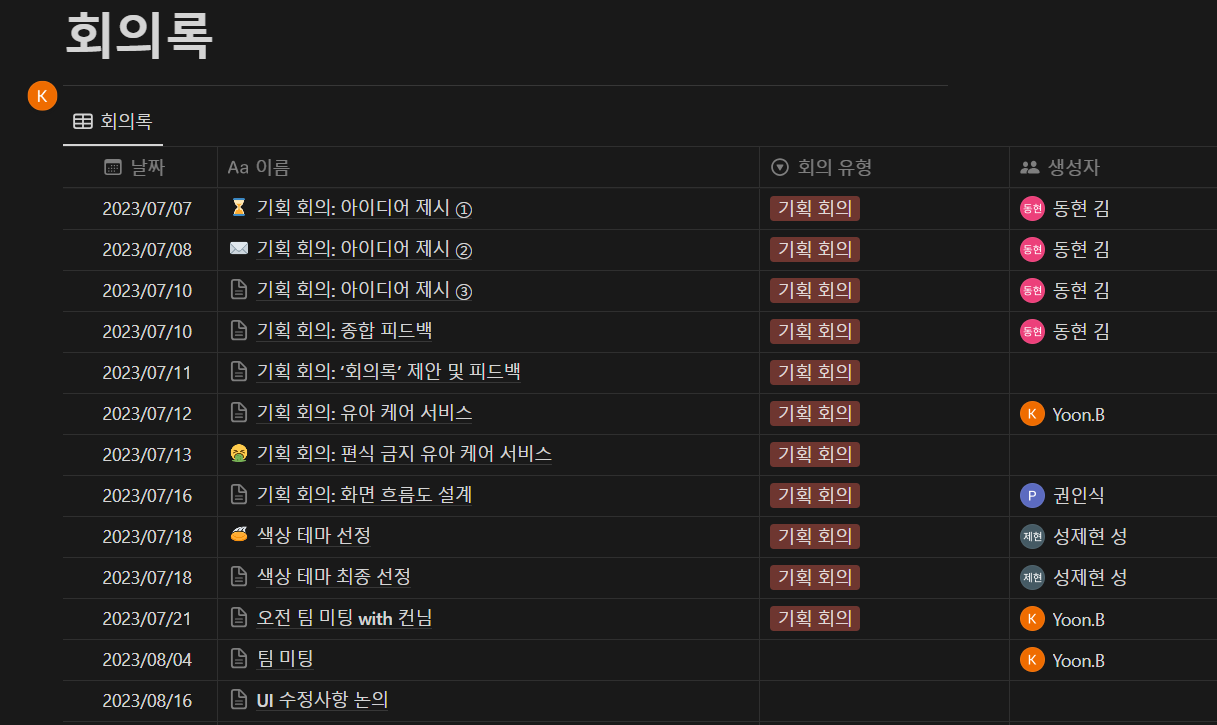 회의록
K
회의록
날짜 Aa 이름 회의 유형 생성자
2023/07/07 기획 회의: 아이디어 제시 ① 기획 회의 동현 동현 김
2023/07/08 기획 회의: 아이디어 제시 ② 기획 회의 동현 동현 김
2023/07/10 기획 회의: 아이디어 제시 ③ 기획 회의 동현 동현 김
2023/07/10 기획 회의: 종합 피드백 기획 회의 동현 동현 김
2023/07/11 기획 회의: ‘회의록’ 제안 및 피드백 기획 회의
2023/07/12 기획 회의: 유아 케어 서비스 기획 회의 K Yoon.B
2023/07/13 기획 회의: 편식 금지 유아 케어 서비스 기획 회의
2023/07/16 기획 회의: 화면 흐름도 설계 기획 회의 P 권인식
2023/07/18 색상 테마 선정 기획 회의 제현 성제현 성
2023/07/18 색상 테마 최종 선정 기획 회의 제현 성제현 성
2023/07/21 오전 팀 미팅 with 컨님 기획 회의 K Yoon.B
2023/08/04 팀 미팅 K Yoon.B
2023/08/16 UI 수정사항 논의